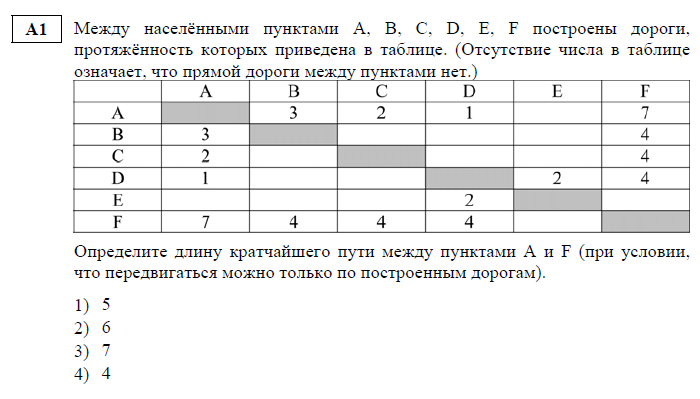 А1
Между населёнными пунктами A, B, C, D, E, F построены дороги,
протяжённость которых приведена в таблице. (Отсутствие числа в таблице
означает, что прямой дороги между пунктами нет.)
A B C D E F
A 3 2 1 7
B 3 4
C 2 4
D 1 2 4
E 2
F 7 4 4 4
Определите длину кратчайшего пути между пунктами A и F (при условии,
что передвигаться можно только по построенным дорогам).
1) 5
2) 6
3) 7
4) 4